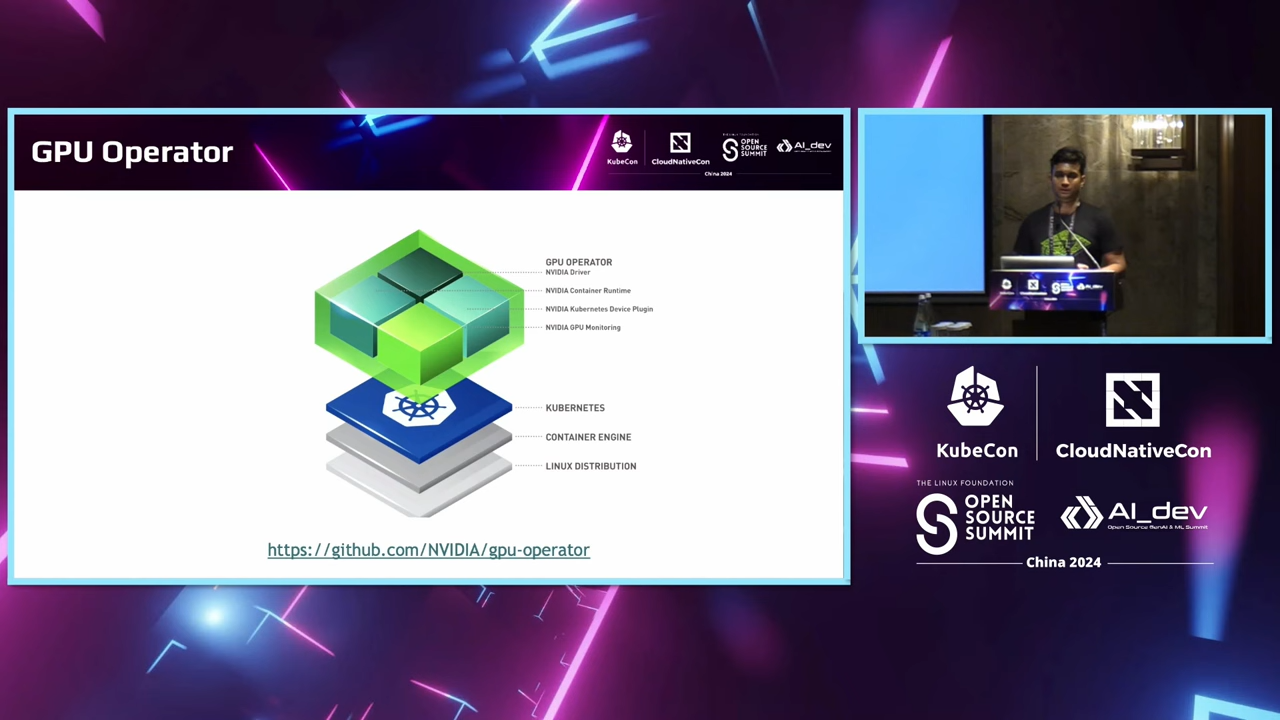 GPU Operator
KubeCon
CloudNativeCon
OPEN
SOURCE
SUMMIT
AI_dev
China 2024
GPU OPERATOR
NVIDIA Driver
NVIDIA Container Runtime
NVIDIA Kubernetes Device Plugin
NVIDIA GPU Monitoring
KUBERNETES
CONTAINER ENGINE
LINUX DISTRIBUTION
https://github.com/NVIDIA/gpu-operator
KubeCon
CloudNativeCon
THE LINUX FOUNDATION
OPEN
SOURCE
SUMMIT
AI_dev
Open Source GenAI & ML Summit
China 2024